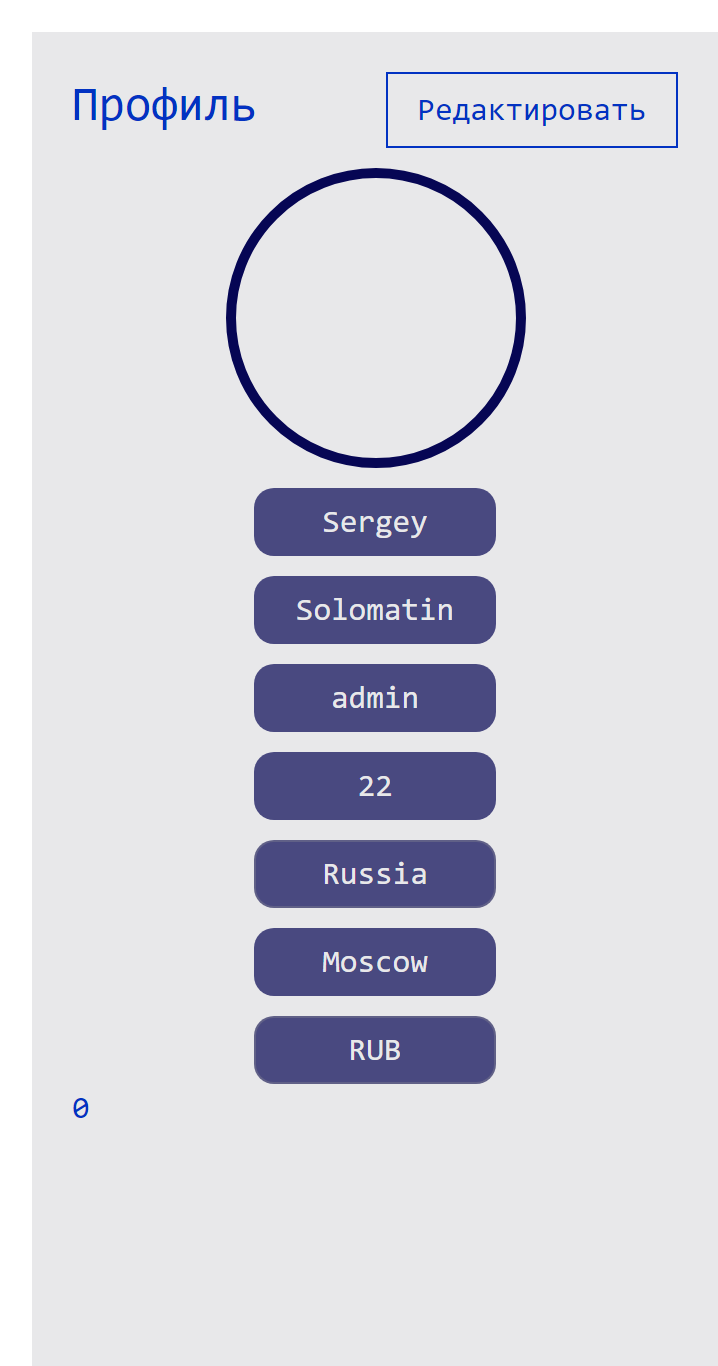 Профиль
Редактировать
Sergey
Solomatin
admin
22
Russia
Moscow
RUB
0